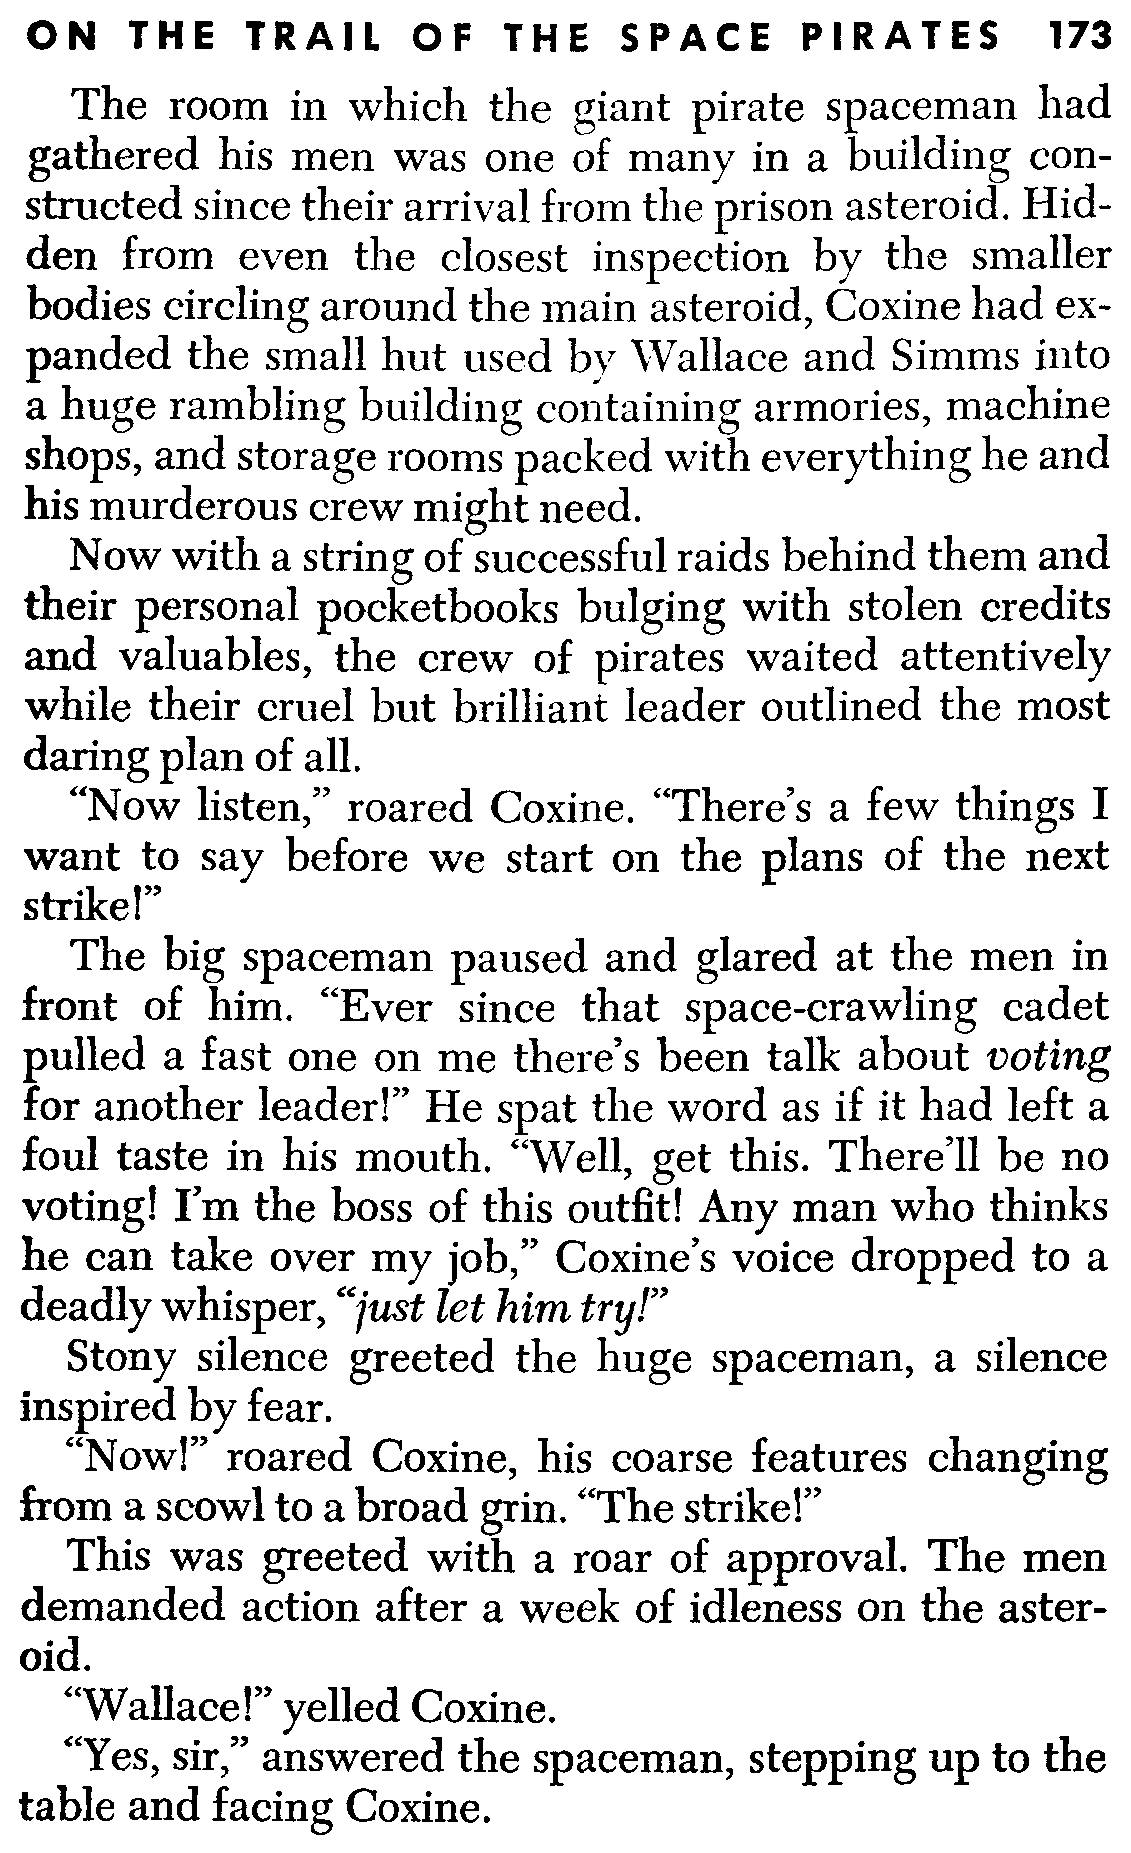 ON THE TRAIL OF THE SPACE PIRATES 173
The room in which the giant pirate spaceman had
gathered his men was one of many in a building con-
structed since their arrival from the prison asteroid. Hid-
den from even the closest inspection by the smaller
bodies circling around the main asteroid, Coxine had ex-
panded the small hut used by Wallace and Simms into
a huge rambling building containing armories, machine
shops, and storage rooms packed with everything he and
his murderous crew might need.
Now with a string of successful raids behind them and
their personal pocketbooks bulging with stolen credits
and valuables, the crew of pirates waited attentively
while their cruel but brilliant leader outlined the most
daring plan of all.
“Now listen,” roared Coxine. “There’s a few things I
want to say before we start on the plans of the next
strike!”
The big spaceman paused and glared at the men in
front of him. “Ever since that space-crawling cadet
pulled a fast one on me there’s been talk about voting
for another leader!” He spat the word as if it had left a
foul taste in his mouth. “Well, get this. There’ll be no
voting! I’m the boss of this outfit! Any man who thinks
he can take over my job,” Coxine’s voice dropped to a
deadly whisper, “just let him try!”
Stony silence greeted the huge spaceman, a silence
inspired by fear.
“Now!” roared Coxine, his coarse features changing
from a scowl to a broad grin. “The strike!”
This was greeted with a roar of approval. The men
demanded action after a week of idleness on the aster-
oid.
“Wallace!” yelled Coxine.
“Yes, sir,” answered the spaceman, stepping up to the
table and facing Coxine.